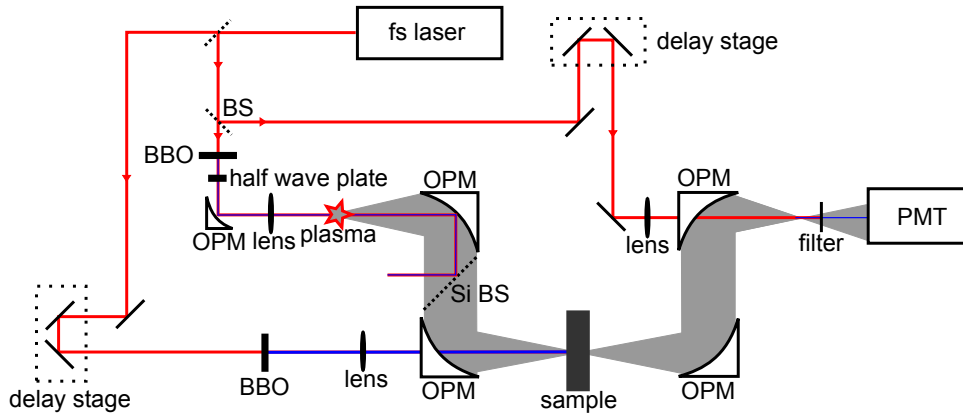 fs laser
delay stage
BS
BBO
half wave plate
OPM
OPM
OPM
lens
plasma
lens
filter
PMT
Si BS
delay stage
BBO
lens
OPM
sample
OPM